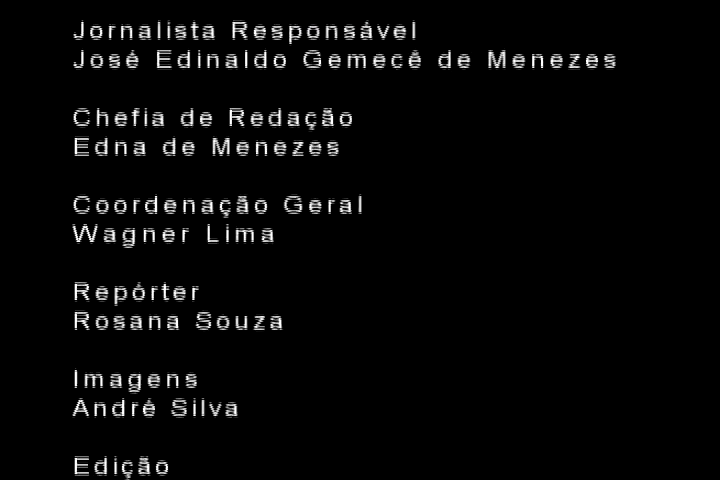 Jornalista Responsável
José Edinaldo Gemecê de Menezes
Chefia de Redação
Edna de Menezes
Coordenação Geral
Wagner Lima
Repórter
Rosana Souza
Imagens
André Silva
Edição